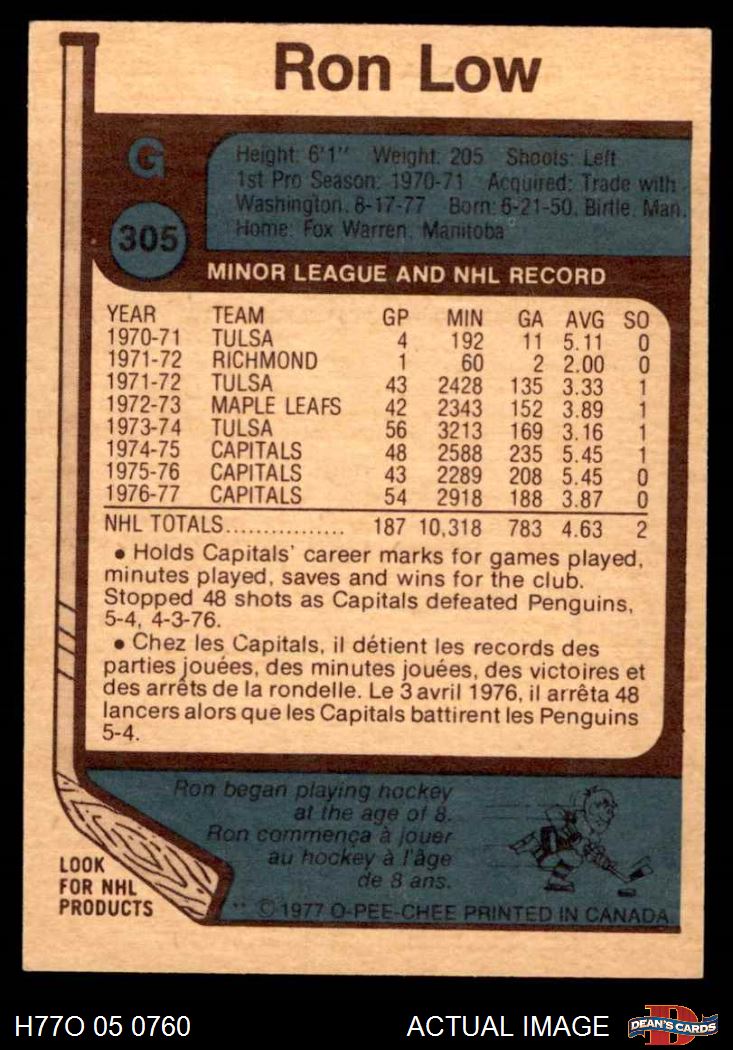 Ron Low
G
305
Height: 6'1" Weight: 205 Shoots: Left
1st Pro Season: 1970-71 Acquired: Trade with
Washington, 8-17-77 Born: 6-21-50, Birtle, Man.
Home: Fox Warren, Manitoba
MINOR LEAGUE AND NHL RECORD
YEAR TEAM GP MIN GA AVG SO
1970-71 TULSA 4 192 11 5.11 0
1971-72 RICHMOND 1 60 2 2.00 0
1971-72 TULSA 43 2428 135 3.33 1
1972-73 MAPLE LEAFS 42 2343 152 3.89 1
1973-74 TULSA 56 3213 169 3.16 1
1974-75 CAPITALS 48 2588 235 5.45 1
1975-76 CAPITALS 43 2289 208 5.45 0
1976-77 CAPITALS 54 2918 188 3.87 0
NHL TOTALS................ 187 10,318 783 4.63 2
• Holds Capitals' career marks for games played,
minutes played, saves and wins for the club.
Stopped 48 shots as Capitals defeated Penguins,
5-4, 4-3-76.
• Chez les Capitals, il détient les records des
parties jouées, des minutes jouées, des victoires et
des arrêts de la rondelle. Le 3 avril 1976, il arrêta 48
lancers alors que les Capitals battirent les Penguins
5-4.
Ron began playing hockey
at the age of 8.
Ron commença à jouer
au hockey à l'âge
de 8 ans.
LOOK
FOR NHL
PRODUCTS
** © 1977 O-PEE-CHEE PRINTED IN CANADA
H77O 05 0760 ACTUAL IMAGE
D
DEAN'S CARDS